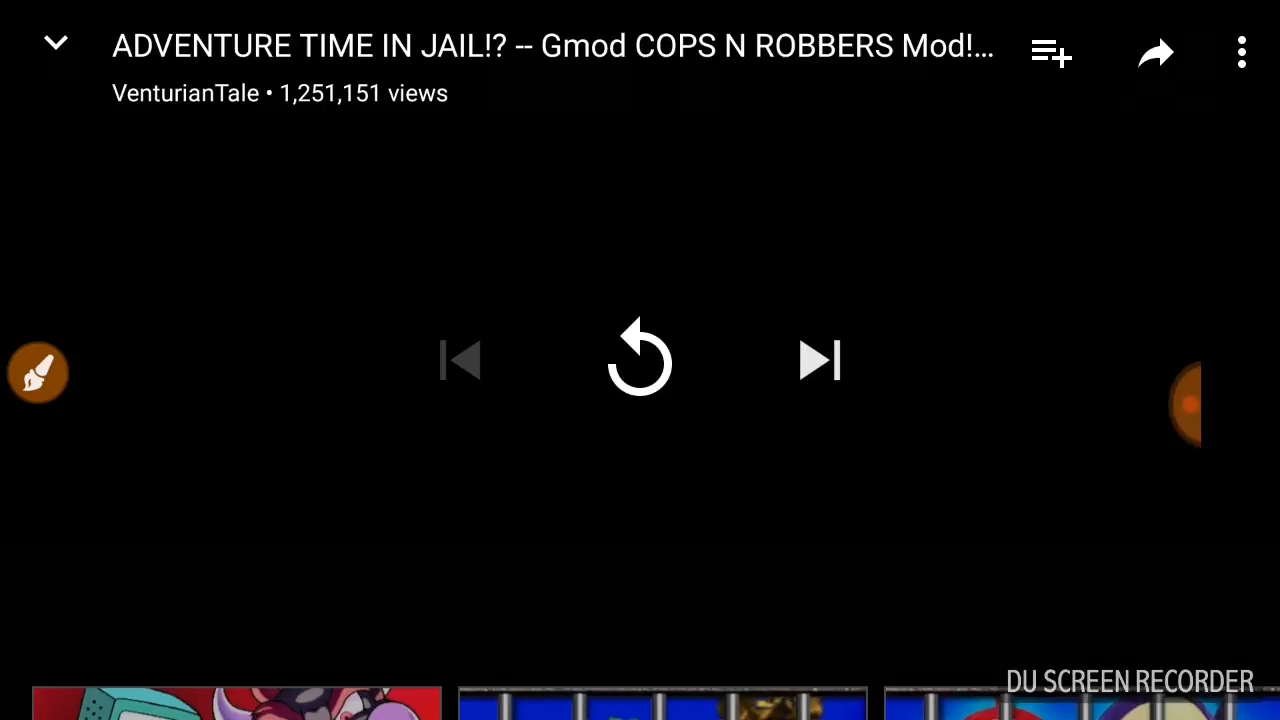 ADVENTURE TIME IN JAIL!? -- Gmod COPS N ROBBERS Mod!...
VenturianTale • 1,251,151 views
DU SCREEN RECORDER